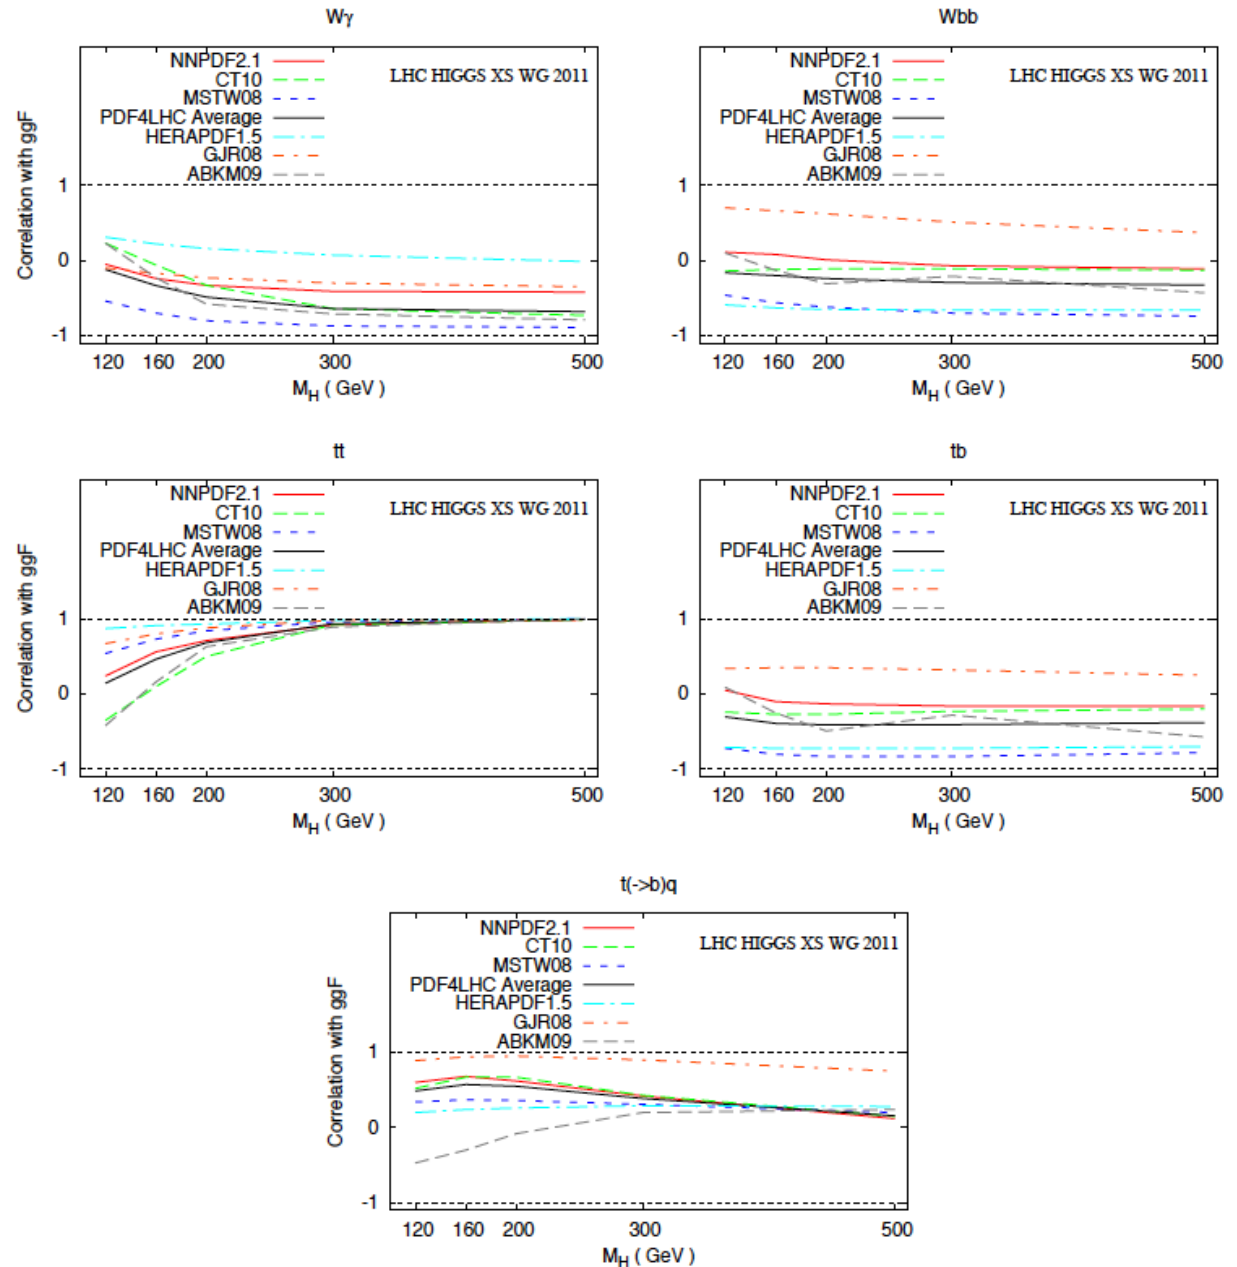 Wγ
NNPDF2.1
CT10
MSTW08
PDF4LHC Average
HERAPDF1.5
GJR08
ABKM09
LHC HIGGS XS WG 2011
Correlation with ggF
1
0
-1
120 160 200 300 500
M_H ( GeV )
Wbb
NNPDF2.1
CT10
MSTW08
PDF4LHC Average
HERAPDF1.5
GJR08
ABKM09
LHC HIGGS XS WG 2011
1
0
-1
120 160 200 300 500
M_H ( GeV )
tt
NNPDF2.1
CT10
MSTW08
PDF4LHC Average
HERAPDF1.5
GJR08
ABKM09
LHC HIGGS XS WG 2011
Correlation with ggF
1
0
-1
120 160 200 300 500
M_H ( GeV )
tb
NNPDF2.1
CT10
MSTW08
PDF4LHC Average
HERAPDF1.5
GJR08
ABKM09
LHC HIGGS XS WG 2011
1
0
-1
120 160 200 300 500
M_H ( GeV )
t(->b)q
NNPDF2.1
CT10
MSTW08
PDF4LHC Average
HERAPDF1.5
GJR08
ABKM09
LHC HIGGS XS WG 2011
Correlation with ggF
1
0
-1
120 160 200 300 500
M_H ( GeV )